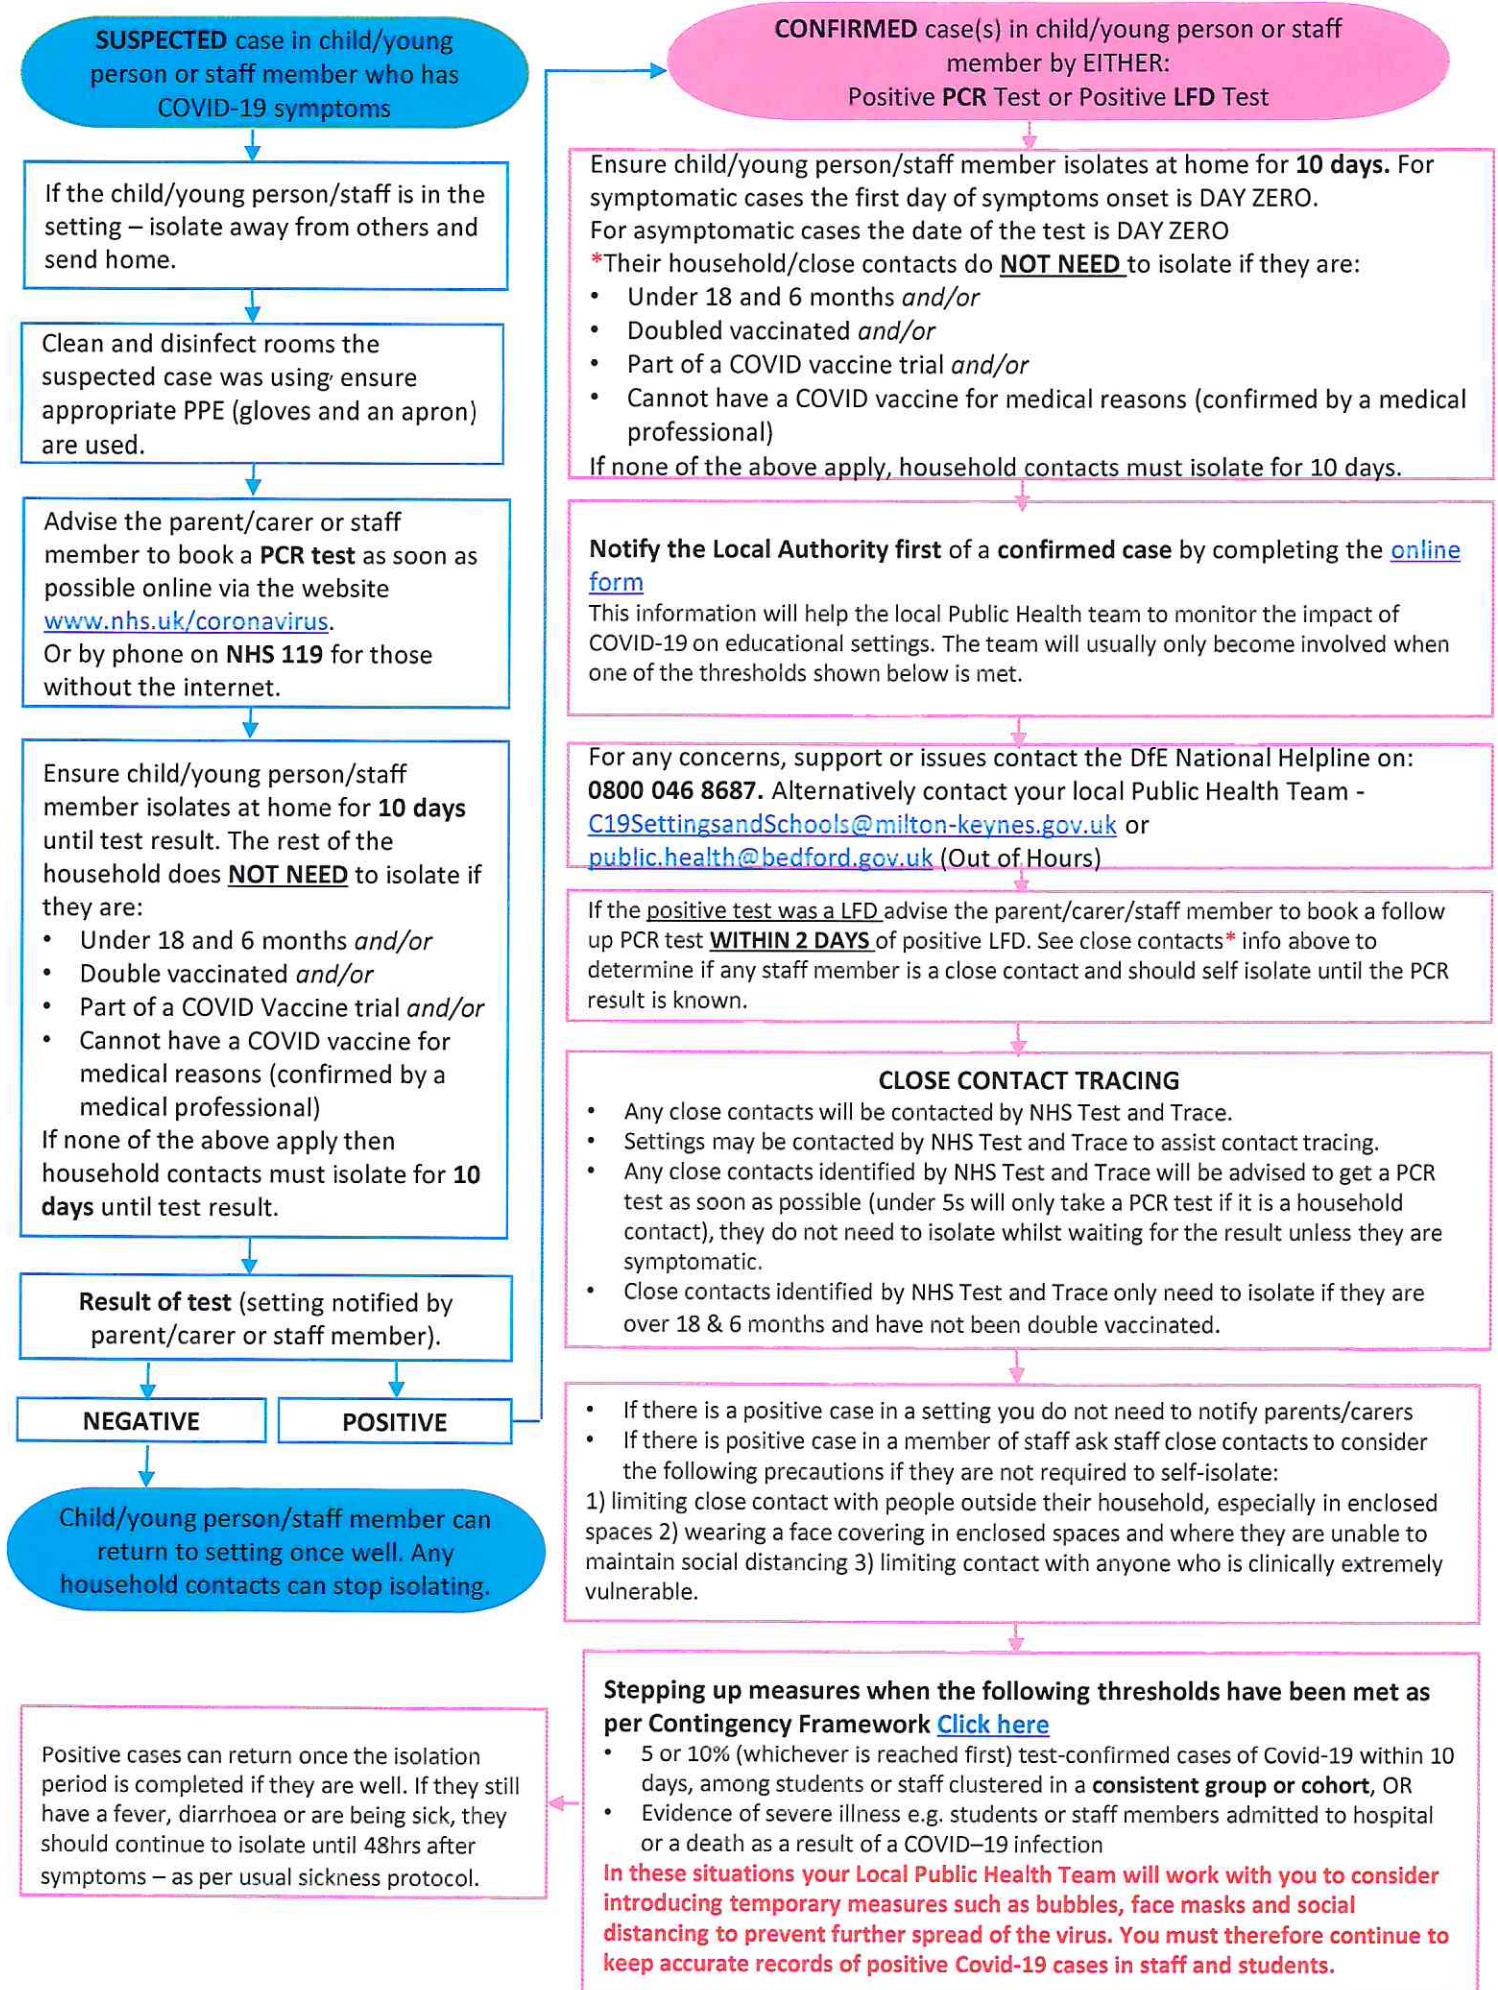 SUSPECTED case in child/young
person or staff member who has
COVID-19 symptoms
If the child/young person/staff is in the
setting – isolate away from others and
send home.
Clean and disinfect rooms the
suspected case was using, ensure
appropriate PPE (gloves and an apron)
are used.
Advise the parent/carer or staff
member to book a PCR test as soon as
possible online via the website
www.nhs.uk/coronavirus.
Or by phone on NHS 119 for those
without the internet.
Ensure child/young person/staff
member isolates at home for 10 days
until test result. The rest of the
household does NOT NEED to isolate if
they are:
• Under 18 and 6 months and/or
• Double vaccinated and/or
• Part of a COVID Vaccine trial and/or
• Cannot have a COVID vaccine for
medical reasons (confirmed by a
medical professional)
If none of the above apply then
household contacts must isolate for 10
days until test result.
Result of test (setting notified by
parent/carer or staff member).
NEGATIVE
POSITIVE
Child/young person/staff member can
return to setting once well. Any
household contacts can stop isolating.
CONFIRMED case(s) in child/young person or staff
member by EITHER:
Positive PCR Test or Positive LFD Test
Ensure child/young person/staff member isolates at home for 10 days. For
symptomatic cases the first day of symptoms onset is DAY ZERO.
For asymptomatic cases the date of the test is DAY ZERO
*Their household/close contacts do NOT NEED to isolate if they are:
• Under 18 and 6 months and/or
• Doubled vaccinated and/or
• Part of a COVID vaccine trial and/or
• Cannot have a COVID vaccine for medical reasons (confirmed by a medical
professional)
If none of the above apply, household contacts must isolate for 10 days.
Notify the Local Authority first of a confirmed case by completing the online
form
This information will help the local Public Health team to monitor the impact of
COVID-19 on educational settings. The team will usually only become involved when
one of the thresholds shown below is met.
For any concerns, support or issues contact the DfE National Helpline on:
0800 046 8687. Alternatively contact your local Public Health Team -
C19SettingsandSchools@milton-keynes.gov.uk or
public.health@bedford.gov.uk (Out of Hours)
If the positive test was a LFD advise the parent/carer/staff member to book a follow
up PCR test WITHIN 2 DAYS of positive LFD. See close contacts* info above to
determine if any staff member is a close contact and should self isolate until the PCR
result is known.
CLOSE CONTACT TRACING
• Any close contacts will be contacted by NHS Test and Trace.
• Settings may be contacted by NHS Test and Trace to assist contact tracing.
• Any close contacts identified by NHS Test and Trace will be advised to get a PCR
test as soon as possible (under 5s will only take a PCR test if it is a household
contact), they do not need to isolate whilst waiting for the result unless they are
symptomatic.
• Close contacts identified by NHS Test and Trace only need to isolate if they are
over 18 & 6 months and have not been double vaccinated.
• If there is a positive case in a setting you do not need to notify parents/carers
• If there is positive case in a member of staff ask staff close contacts to consider
the following precautions if they are not required to self-isolate:
1) limiting close contact with people outside their household, especially in enclosed
spaces 2) wearing a face covering in enclosed spaces and where they are unable to
maintain social distancing 3) limiting contact with anyone who is clinically extremely
vulnerable.
Stepping up measures when the following thresholds have been met as
per Contingency Framework Click here
• 5 or 10% (whichever is reached first) test-confirmed cases of Covid-19 within 10
days, among students or staff clustered in a consistent group or cohort, OR
• Evidence of severe illness e.g. students or staff members admitted to hospital
or a death as a result of a COVID–19 infection
In these situations your Local Public Health Team will work with you to consider
introducing temporary measures such as bubbles, face masks and social
distancing to prevent further spread of the virus. You must therefore continue to
keep accurate records of positive Covid-19 cases in staff and students.
Positive cases can return once the isolation
period is completed if they are well. If they still
have a fever, diarrhoea or are being sick, they
should continue to isolate until 48hrs after
symptoms – as per usual sickness protocol.